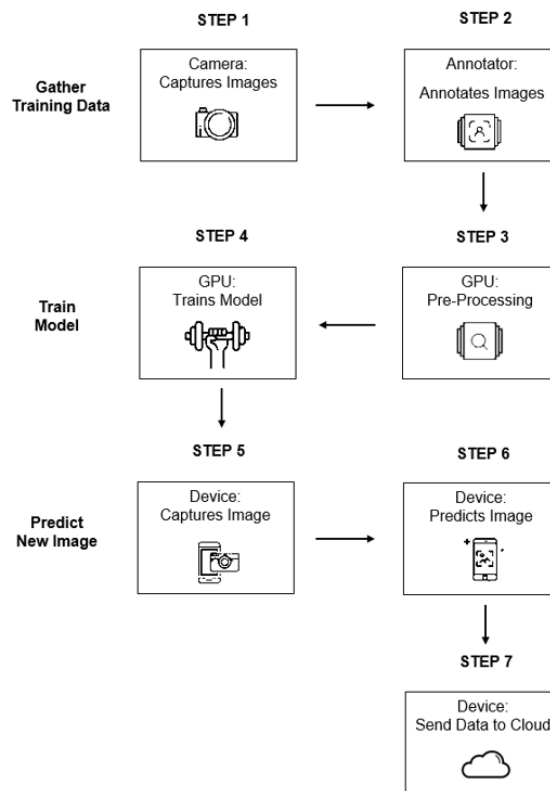 STEP 1
STEP 2
Gather
Training Data
Camera:
Captures Images
Annotator:
Annotates Images
STEP 4
STEP 3
Train
Model
GPU:
Trains Model
GPU:
Pre-Processing
STEP 5
STEP 6
Predict
New Image
Device:
Captures Image
Device:
Predicts Image
STEP 7
Device:
Send Data to Cloud